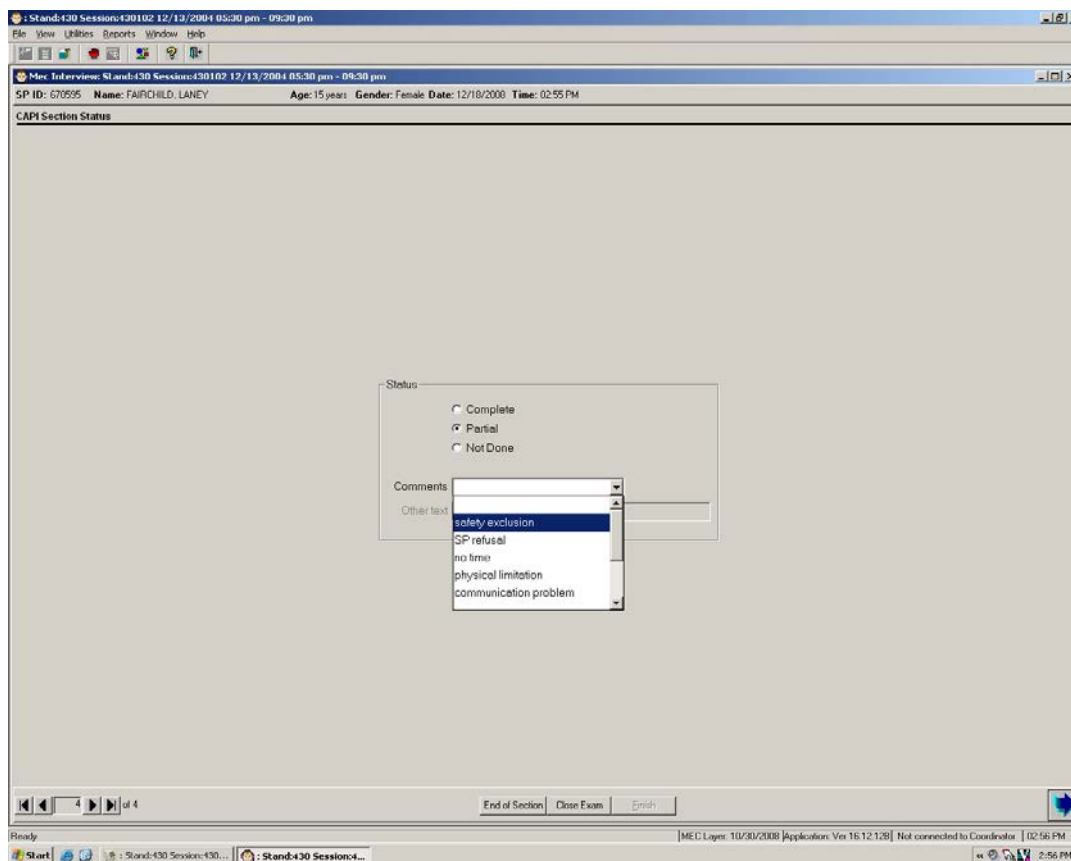 : Stand:430 Session:430102 12/13/2004 05:30 pm - 09:30 pm
File View Utilities Reports Window Help
Mec Interview: Stand:430 Session:430102 12/13/2004 05:30 pm - 09:30 pm
SP ID: 670595 Name: FAIRCHILD, LANEY Age: 15 years Gender: Female Date: 12/18/2008 Time: 02:55 PM
CAPI Section Status
Status
Complete
Partial
Not Done
Comments
Other text
safety exclusion
SP refusal
no time
physical limitation
communication problem
4 of 4 End of Section Close Exam Finish
Ready MEC Layer: 10/30/2008 Application: Ver 16.12.128 Not connected to Coordinator 02:56 PM
Start : Stand:430 Session:430... : Stand:430 Session:4... 2:56 PM